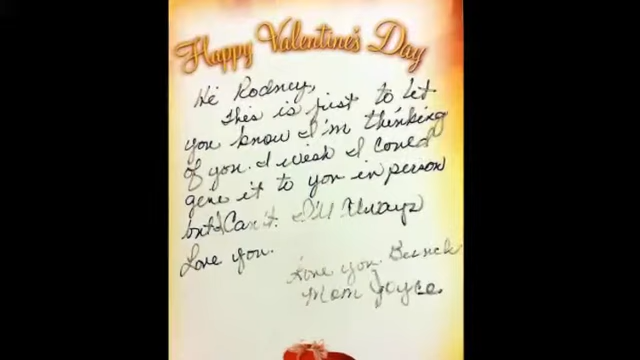 Happy Valentine's Day
Hi Rodney,
This is just to let
you know I'm thinking
of you. I wish I could
give it to you in person
but I Can't. I'll Always
Love you.
Love you Bunch
Mom Joyce.